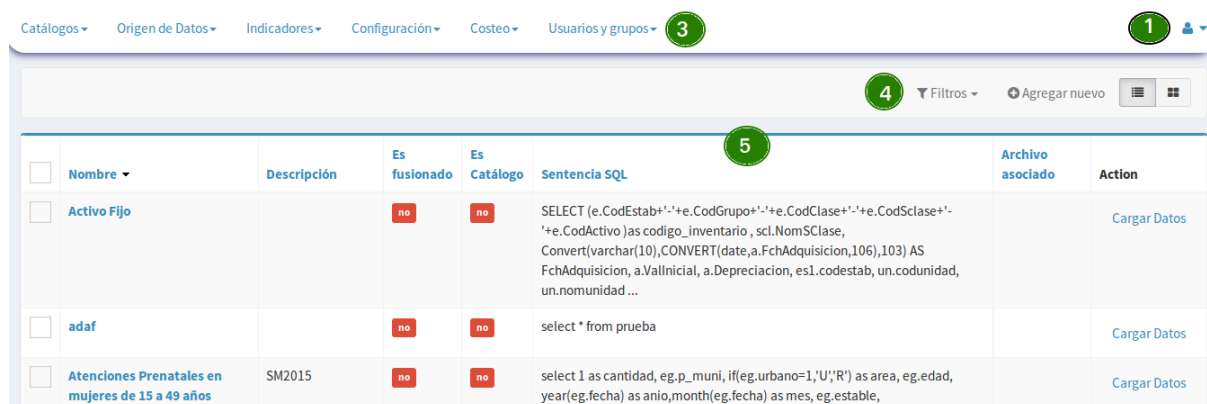 Catálogos Origen de Datos Indicadores Configuración Costeo Usuarios y grupos 3 1
4 Filtros Agregar nuevo
5
Nombre Descripción Es fusionado Es Catálogo Sentencia SQL Archivo asociado Action
Activo Fijo no no SELECT (e.CodEstab+'-'+e.CodGrupo+'-'+e.CodClase+'-'+e.CodSclase+'-
'+e.CodActivo )as codigo_inventario , scl.NomSClase,
Convert(varchar(10),CONVERT(date,a.FchAdquisicion,106),103) AS
FchAdquisicion, a.ValInicial, a.Depreciacion, es1.codestab, un.codunidad,
un.nomunidad ...
Cargar Datos
adaf no no select * from prueba Cargar Datos
Atenciones Prenatales en
mujeres de 15 a 49 años
SM2015 no no select 1 as cantidad, eg.p_muni, if(eg.urbano=1,'U','R') as area, eg.edad,
year(eg.fecha) as anio,month(eg.fecha) as mes, eg.estable,
Cargar Datos